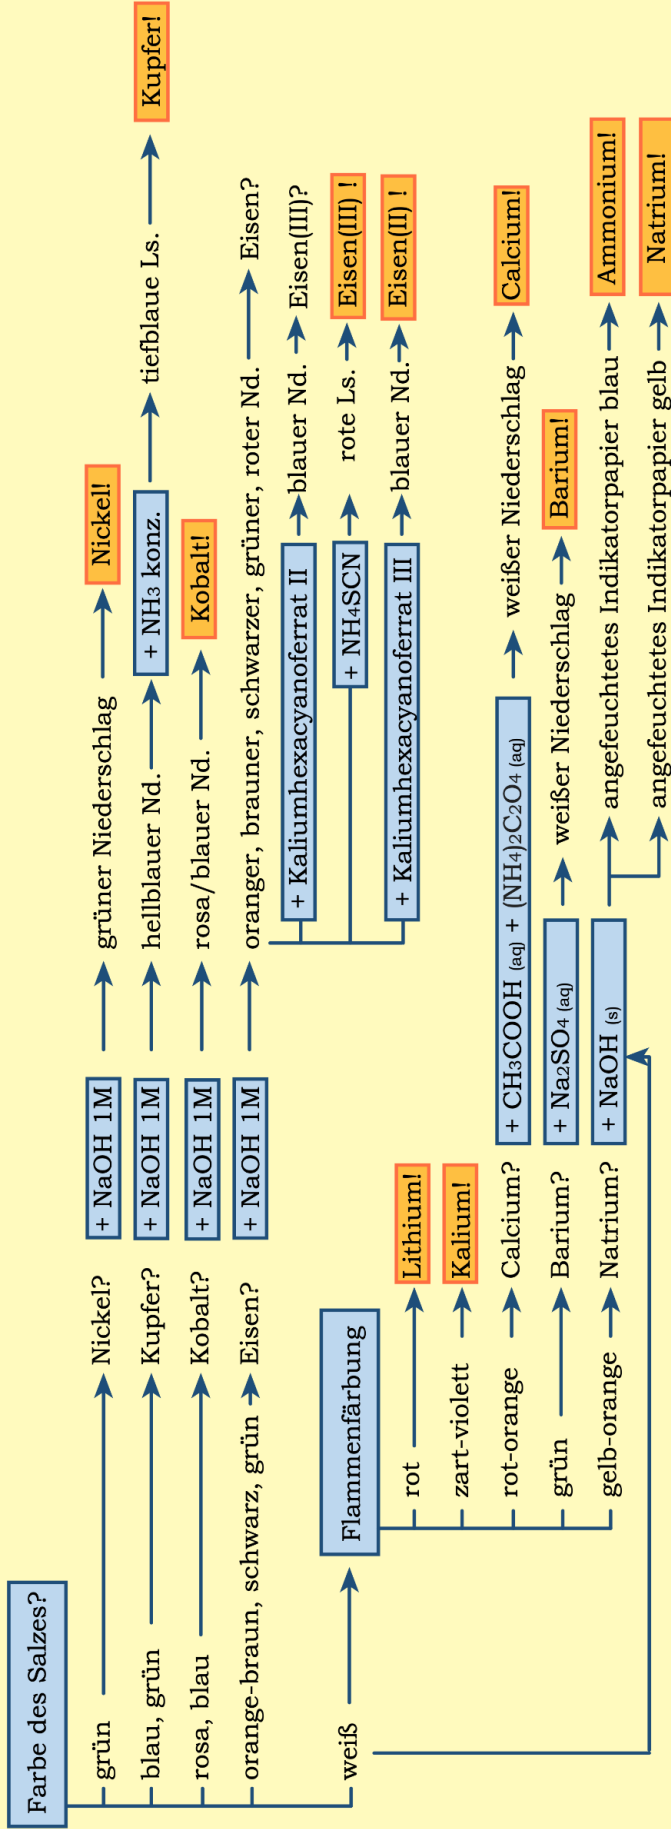 Farbe des Salzes?
grün Nickel? + NaOH 1M grüner Niederschlag Nickel!
blau, grün Kupfer? + NaOH 1M hellblauer Nd. + NH₃ konz. tiefblaue Ls. Kupfer!
rosa, blau Kobalt? + NaOH 1M rosa/blauer Nd. Kobalt!
orange-braun, schwarz, grün Eisen? + NaOH 1M oranger, brauner, schwarzer, grüner, roter Nd. Eisen?
+ Kaliumhexacyanoferrat II blauer Nd. Eisen(III)?
+ NH₄SCN rote Ls. Eisen(III) !
+ Kaliumhexacyanoferrat III blauer Nd. Eisen(II) !
weiß Flammenfärbung
rot Lithium!
zart-violett Kalium!
rot-orange Calcium? + CH₃COOH (aq) + (NH₄)₂C₂O₄ (aq) weißer Niederschlag Calcium!
grün Barium? + Na₂SO₄ (aq) weißer Niederschlag Barium!
gelb-orange Natrium? + NaOH (s) angefeuchtetes Indikatorpapier blau Ammonium!
angefeuchtetes Indikatorpapier gelb Natrium!